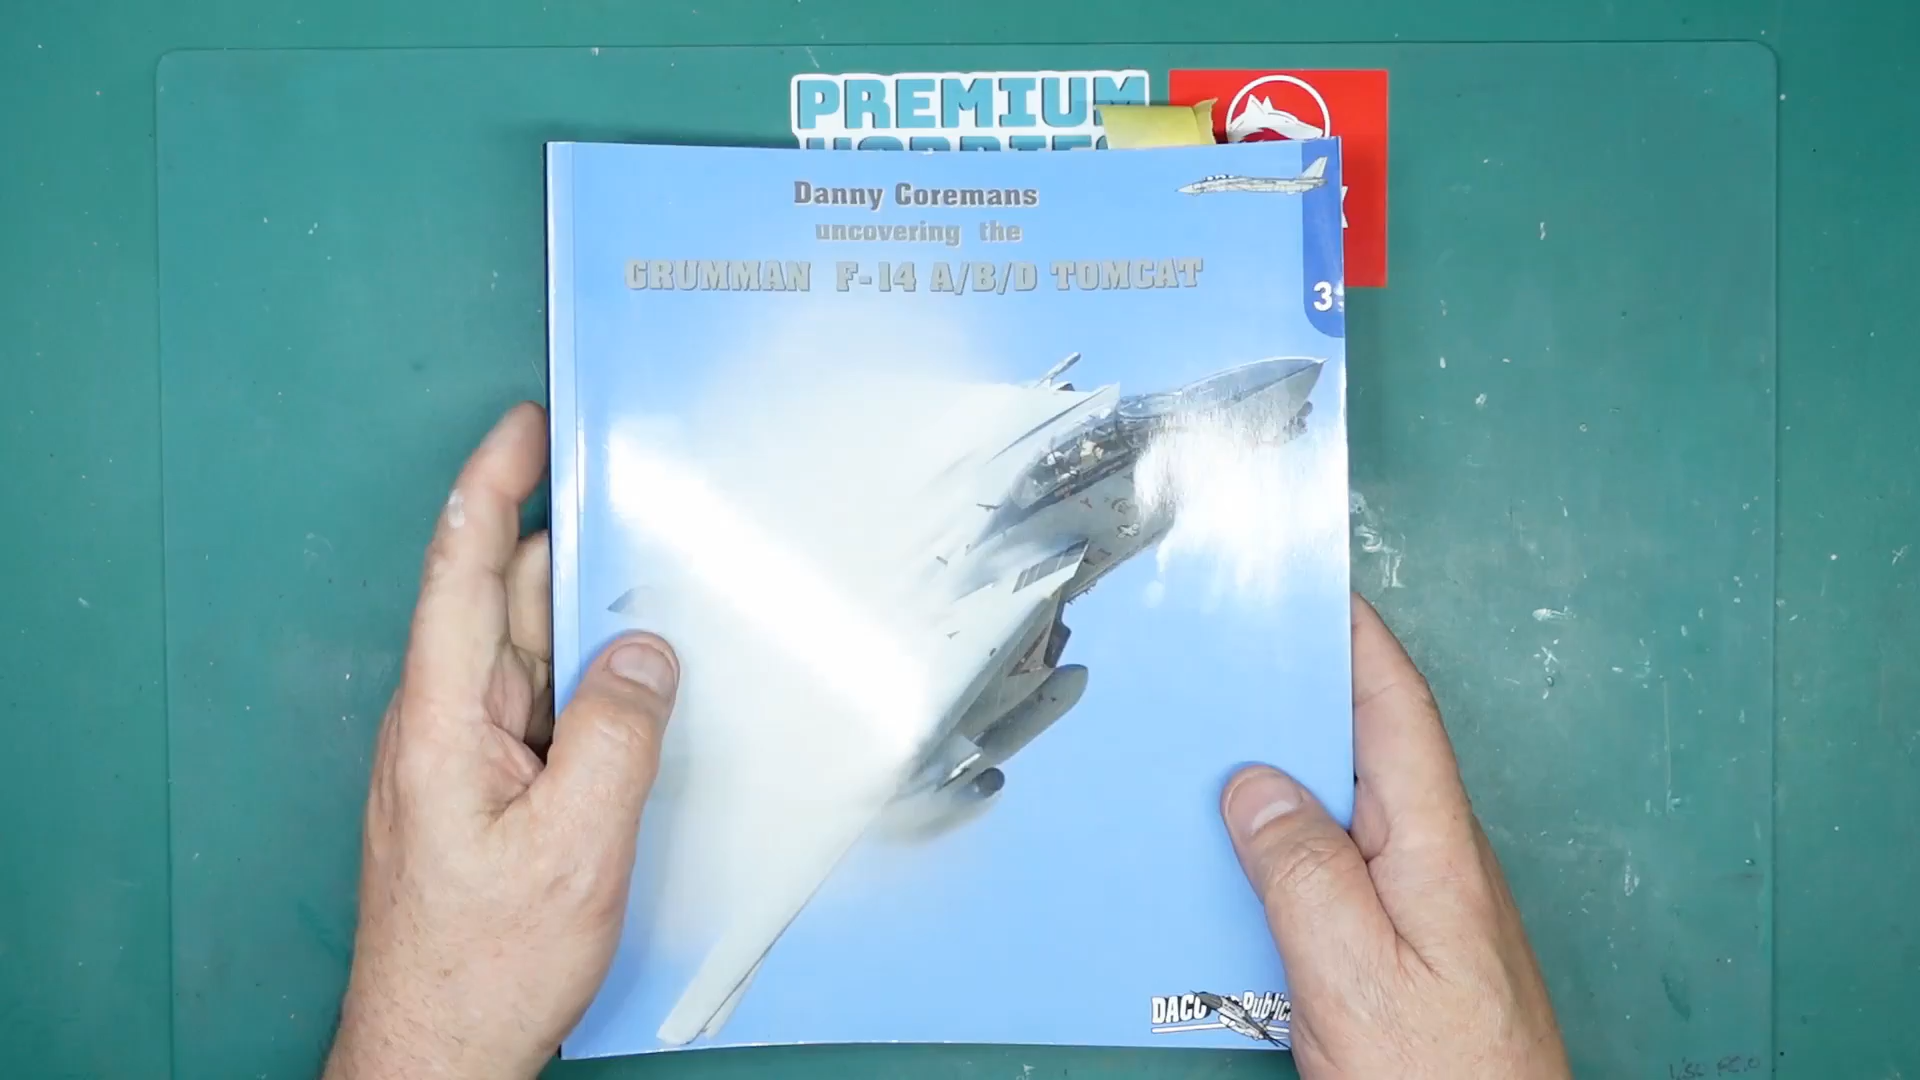 PREMIUM
Danny Coremans
uncovering the
GRUMMAN F-14 A/B/D TOMCAT
3
DACO